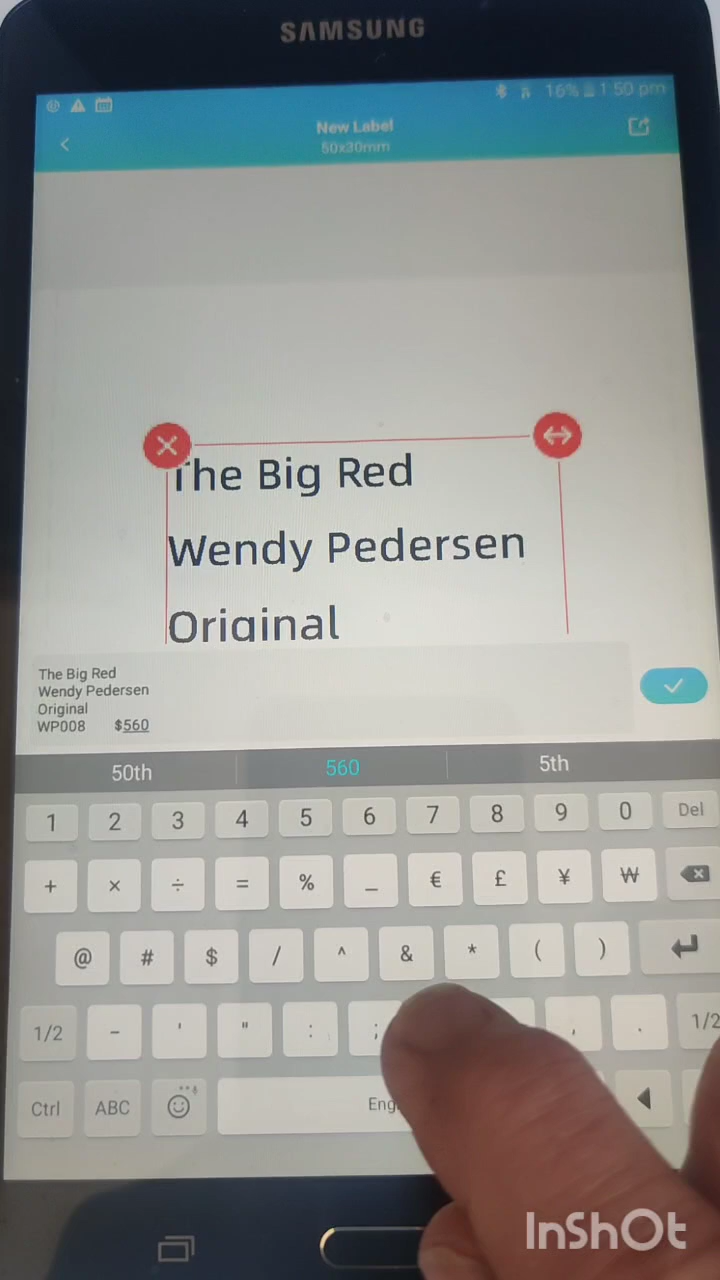 SAMSUNG
16% 1:50 pm
New Label
50x30mm
The Big Red
Wendy Pedersen
Original
The Big Red
Wendy Pedersen
Original
WP008 $560
50th 560 5th
1 2 3 4 5 6 7 8 9 0 Del
+ × ÷ = % _ € £ ¥ ₩
@ # $ / ^ & * ( )
1/2 - ' " : ; , . 1/2
Ctrl ABC Eng
InShOt